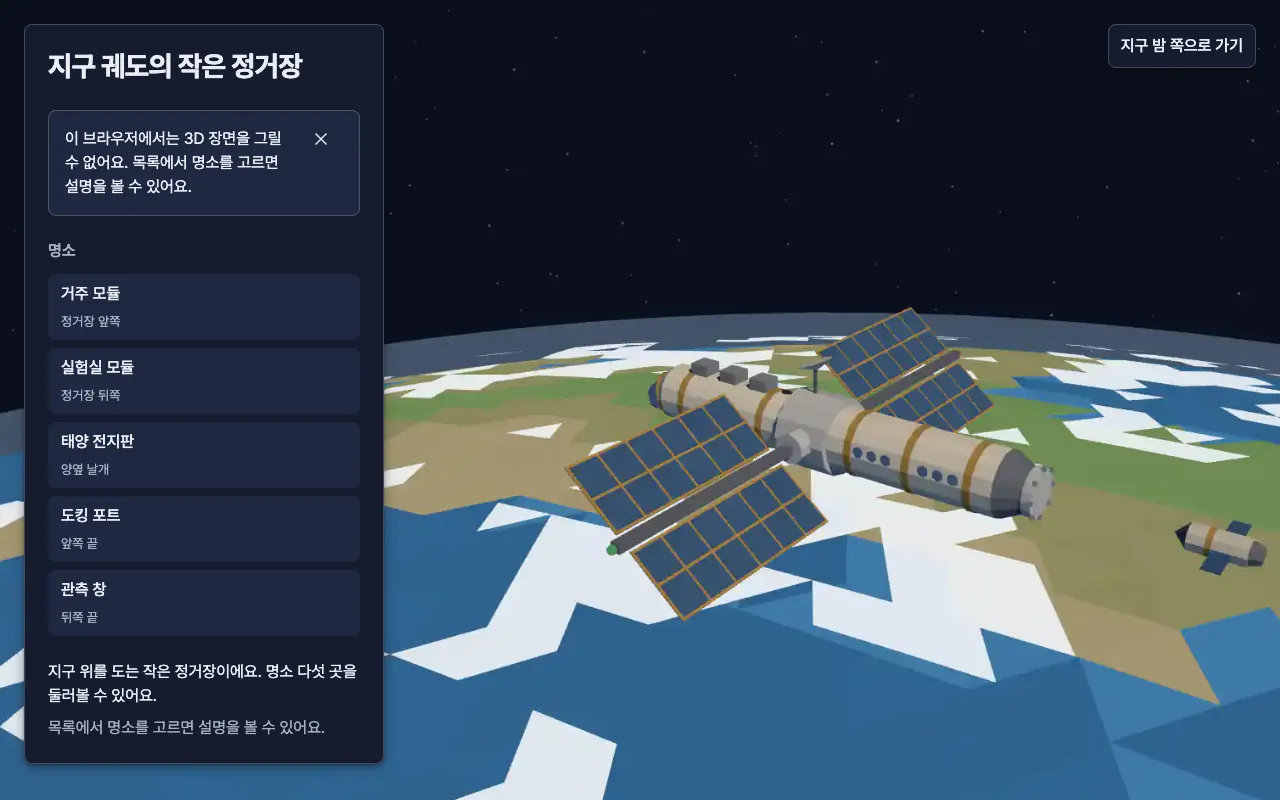 지구 궤도의 작은 정거장
지구 밤 쪽으로 가기
이 브라우저에서는 3D 장면을 그릴
수 없어요. 목록에서 명소를 고르면
설명을 볼 수 있어요.
명소
거주 모듈
정거장 앞쪽
실험실 모듈
정거장 뒤쪽
태양 전지판
양옆 날개
도킹 포트
앞쪽 끝
관측 창
뒤쪽 끝
지구 위를 도는 작은 정거장이에요. 명소 다섯 곳을
둘러볼 수 있어요.
목록에서 명소를 고르면 설명을 볼 수 있어요.